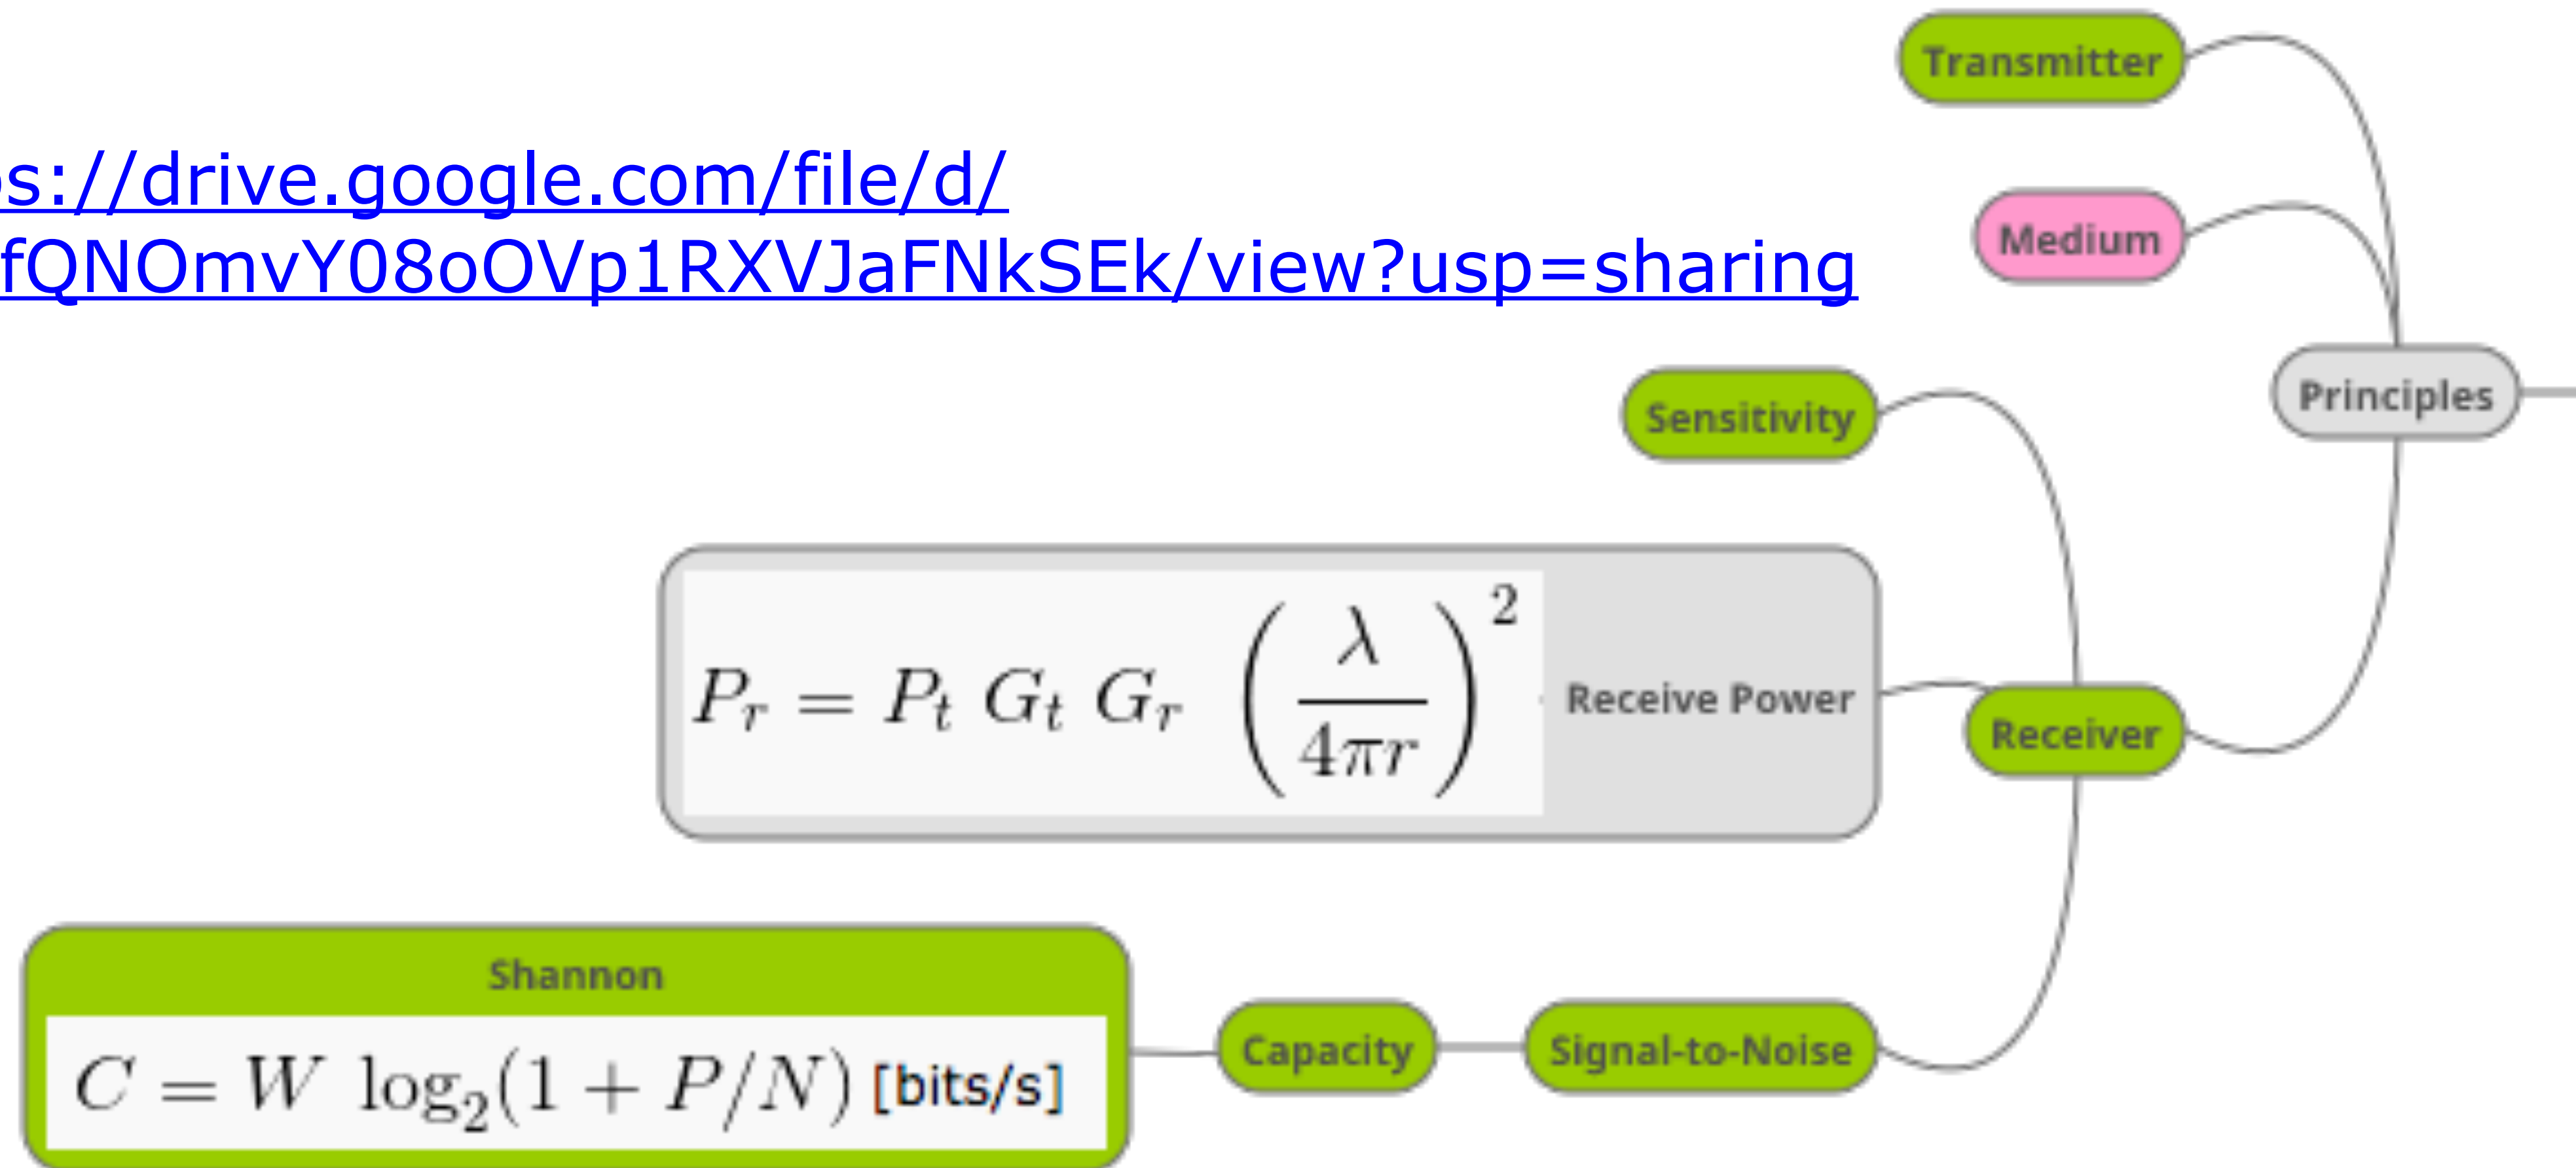 Transmitter
ps://drive.google.com/file/d/
Medium
fQNOmvY08oOVp1RXVJaFNkSEk/view?usp=sharing
Principles
Sensitivity
P_r = P_t G_t G_r (λ/4πr)^2 Receive Power
Receiver
Shannon
C = W log_2(1 + P/N) [bits/s]
Capacity
Signal-to-Noise